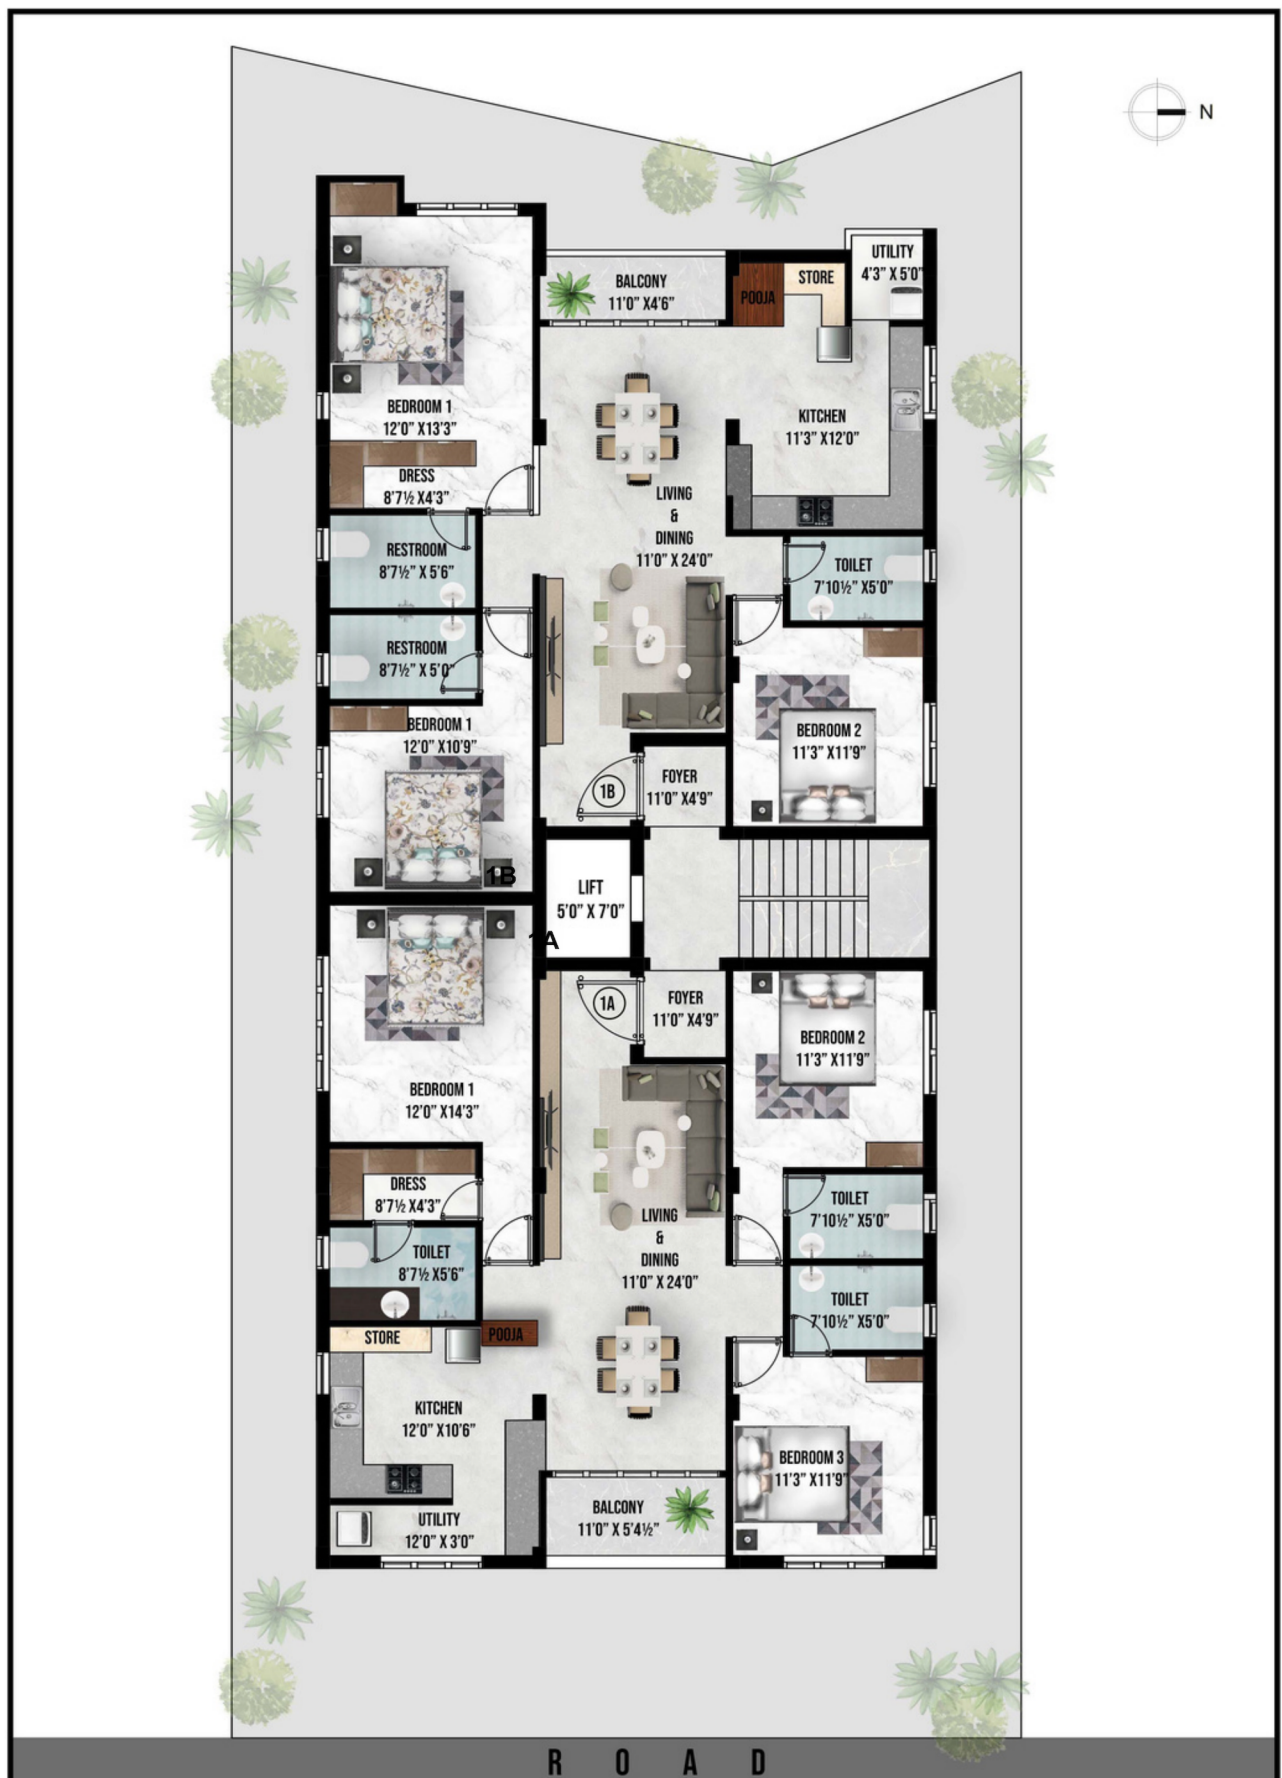 N
UTILITY
4'3" X 5'0"
BALCONY
11'0" X4'6"
POOJA
STORE
BEDROOM 1
12'0" X13'3"
KITCHEN
11'3" X12'0"
DRESS
8'7½ X4'3"
LIVING
&
DINING
11'0" X 24'0"
RESTROOM
8'7½" X 5'6"
TOILET
7'10½" X5'0"
RESTROOM
8'7½" X 5'0"
BEDROOM 1
12'0" X10'9"
BEDROOM 2
11'3" X11'9"
1B
FOYER
11'0" X4'9"
1B
LIFT
5'0" X 7'0"
1A
1A
FOYER
11'0" X4'9"
BEDROOM 2
11'3" X11'9"
BEDROOM 1
12'0" X14'3"
DRESS
8'7½ X4'3"
TOILET
7'10½" X5'0"
LIVING
&
DINING
11'0" X 24'0"
TOILET
8'7½ X5'6"
TOILET
7'10½" X5'0"
STORE
POOJA
KITCHEN
12'0" X10'6"
BEDROOM 3
11'3" X11'9"
BALCONY
11'0" X 5'4½"
UTILITY
12'0" X 3'0"
ROAD